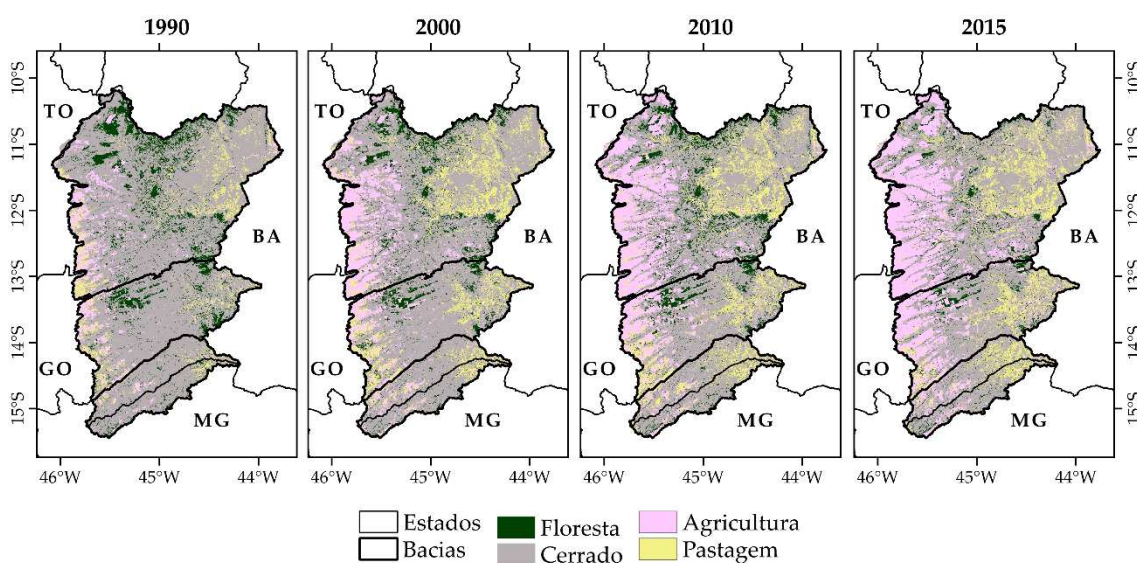 1990 2000 2010 2015
10°S 10°S
TO TO TO TO
11°S 11°S
12°S 12°S
BA BA BA BA
13°S 13°S
14°S 14°S
GO GO GO GO
15°S 15°S
MG MG MG MG
46°W 45°W 44°W 46°W 45°W 44°W 46°W 45°W 44°W 46°W 45°W 44°W
Estados Floresta Agricultura
Bacias Cerrado Pastagem